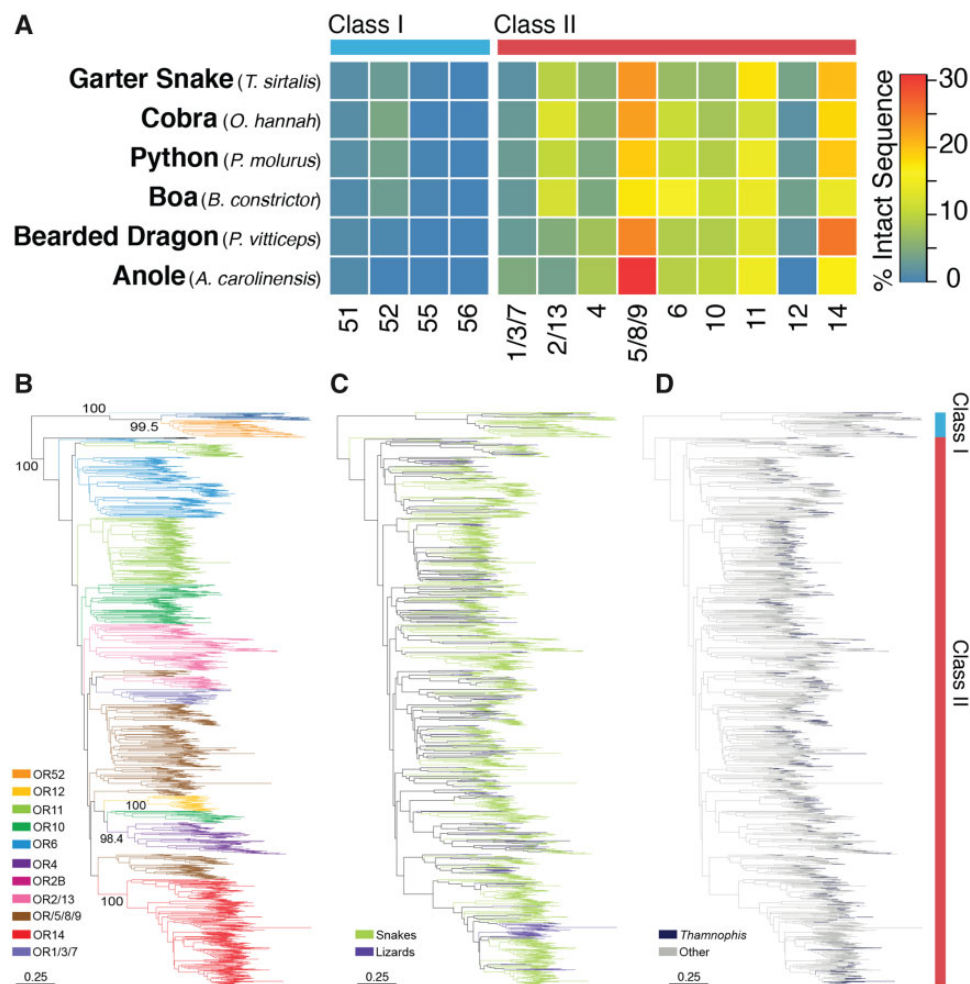 A
Class I
Class II
Garter Snake (T. sirtalis)
Cobra (O. hannah)
Python (P. molurus)
Boa (B. constrictor)
Bearded Dragon (P. vitticeps)
Anole (A. carolinensis)
51
52
55
56
1/3/7
2/13
4
5/8/9
6
10
11
12
14
30
20
10
0
% Intact Sequence
B
100
99.5
100
100
98.4
100
OR52
OR12
OR11
OR10
OR6
OR4
OR2B
OR2/13
OR/5/8/9
OR14
OR1/3/7
0.25
C
Snakes
Lizards
0.25
D
Thamnophis
Other
0.25
Class I
Class II